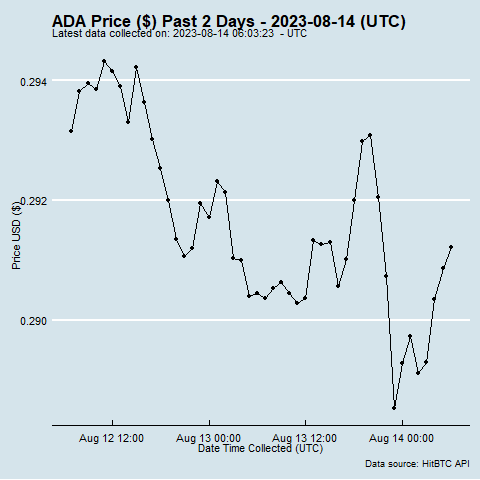 ADA Price ($) Past 2 Days - 2023-08-14 (UTC)
Latest data collected on: 2023-08-14 06:03:23 - UTC
0.294
0.292
0.290
Price USD ($)
Aug 12 12:00
Aug 13 00:00
Aug 13 12:00
Aug 14 00:00
Date Time Collected (UTC)
Data source: HitBTC API